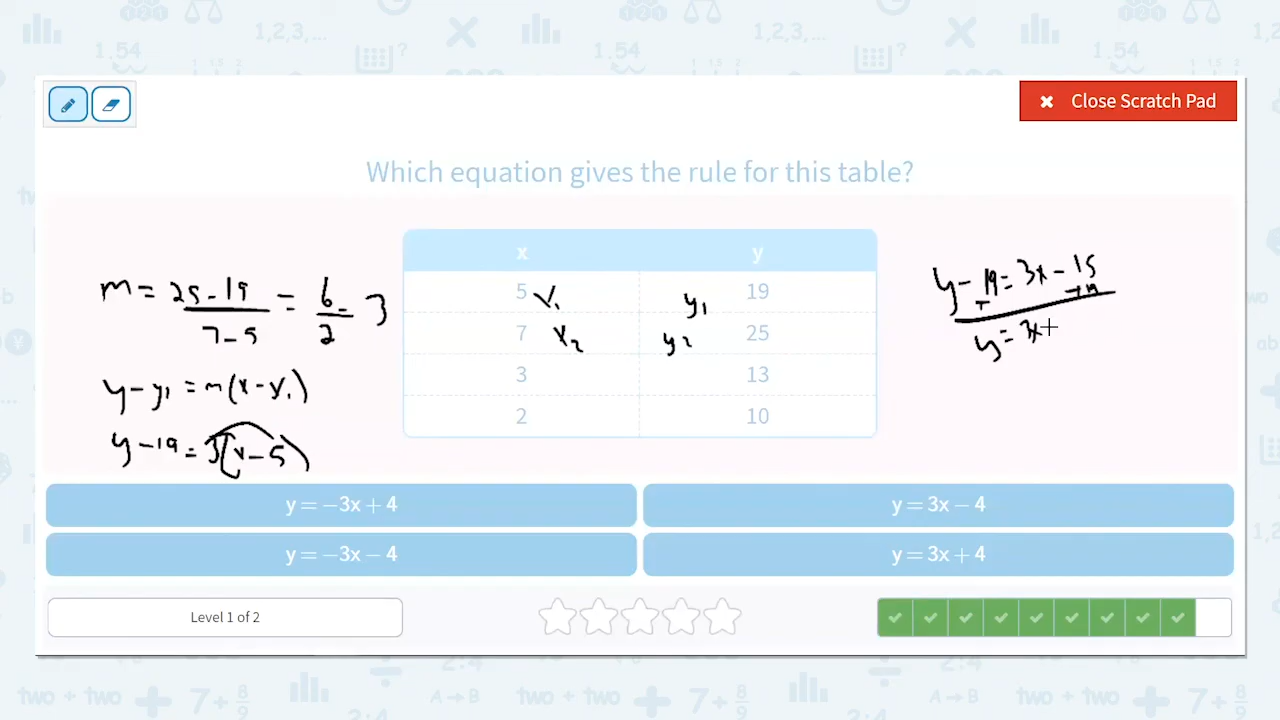 Close Scratch Pad
Which equation gives the rule for this table?
x y
5 19
7 25
3 13
2 10
x₂
y₁
y₂
m = 25 - 19 / 7 - 5 = 6 / 2 = 3
y - y₁ = m(x - x₁)
y - 19 = 3(x - 5)
y - 19 = 3x - 15
+ +19
y = 3x +
y = −3x + 4
y = 3x − 4
y = −3x − 4
y = 3x + 4
Level 1 of 2